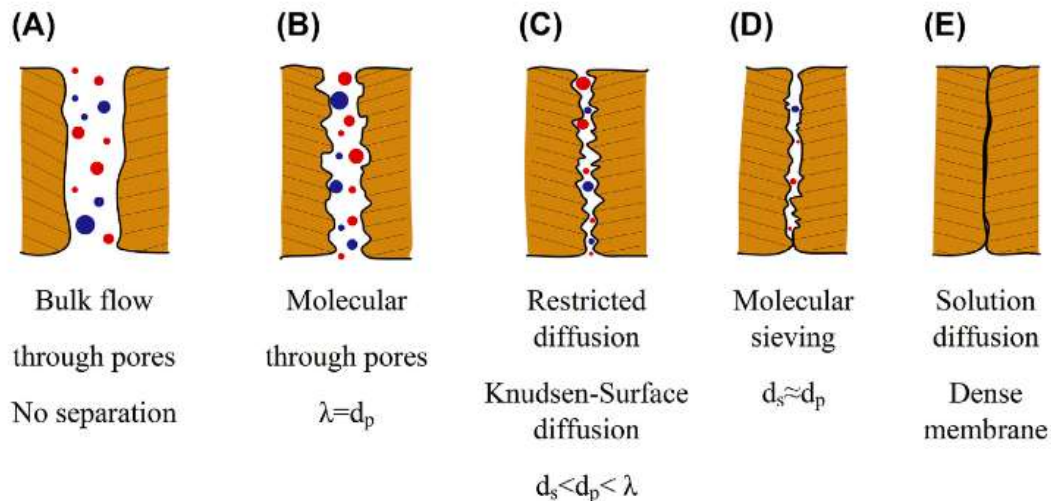 (A)
Bulk flow
through pores
No separation
(B)
Molecular
through pores
λ=dₚ
(C)
Restricted
diffusion
Knudsen-Surface
diffusion
dₛ<dₚ< λ
(D)
Molecular
sieving
dₛ≈dₚ
(E)
Solution
diffusion
Dense
membrane